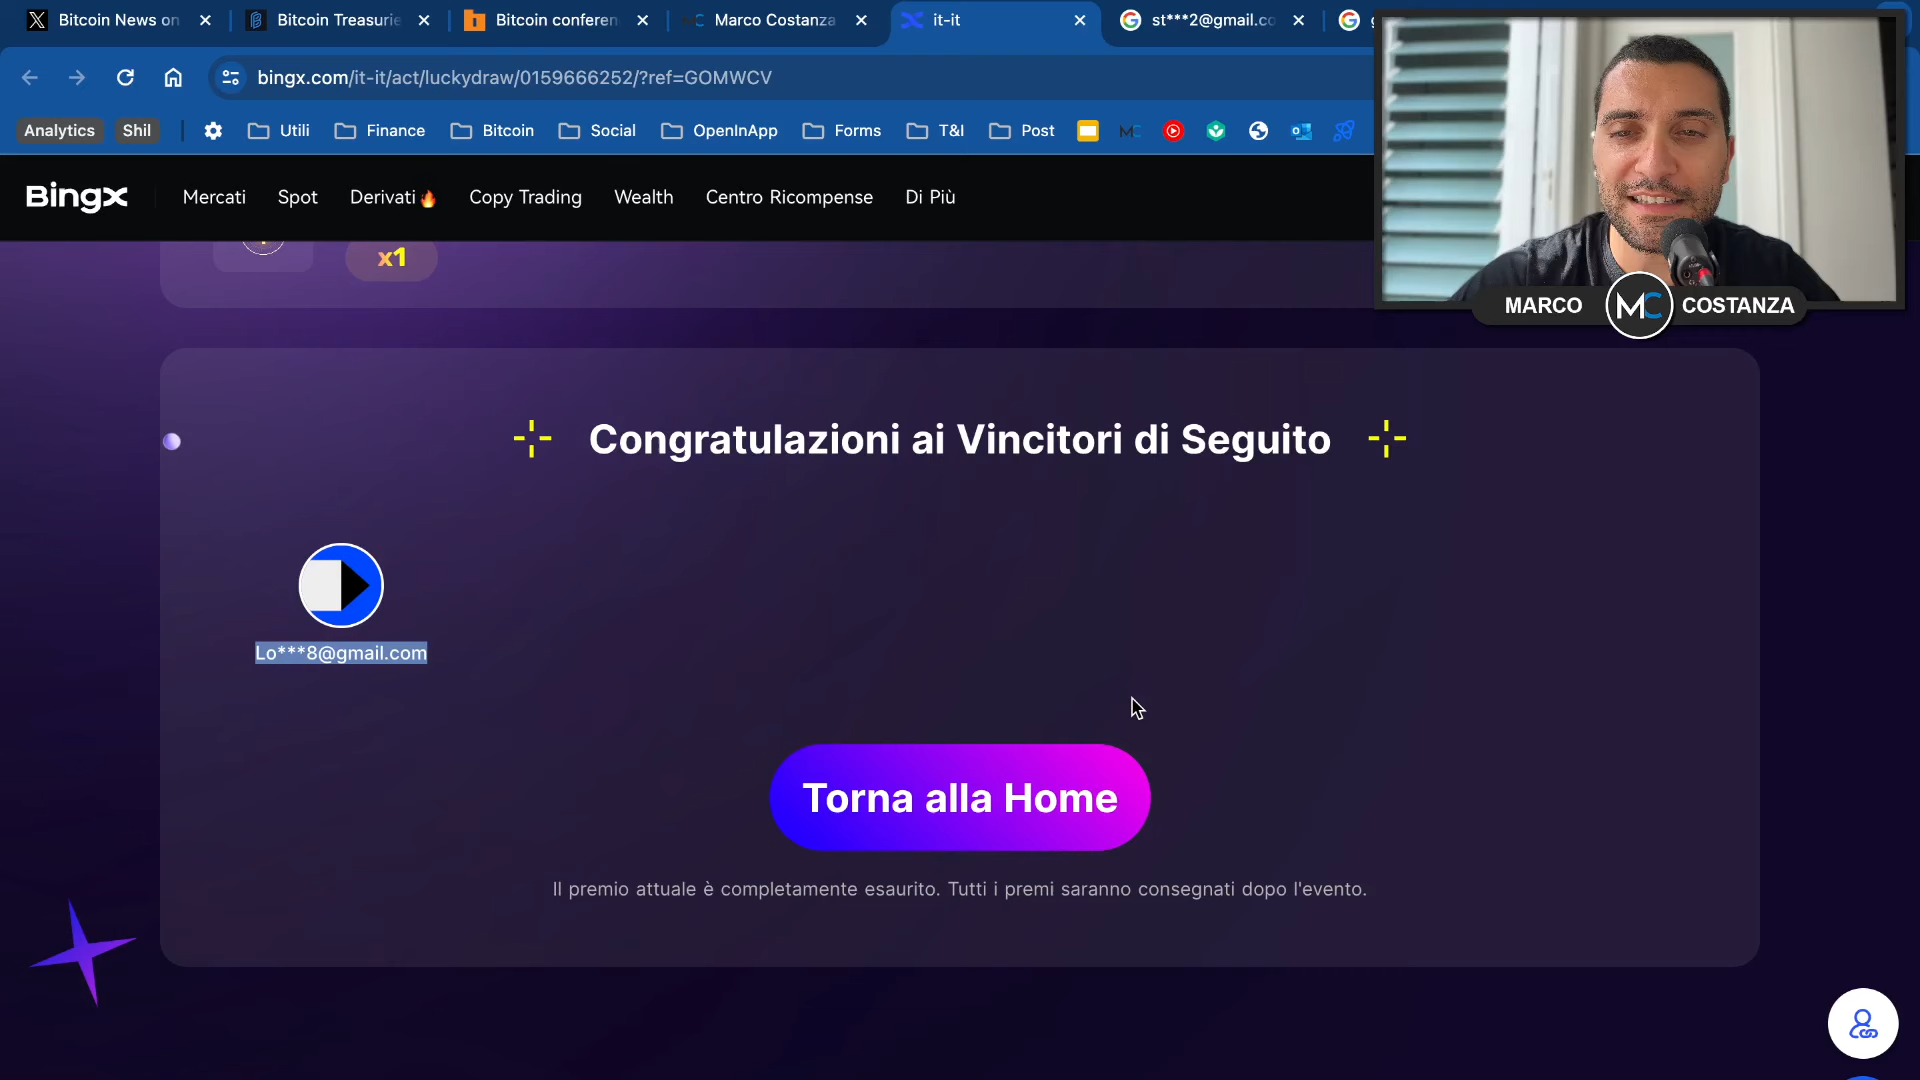 Bitcoin News on
Bitcoin Treasurie
Bitcoin conferen
Marco Costanza
it-it
st***2@gmail.co
bingx.com/it-it/act/luckydraw/0159666252/?ref=GOMWCV
Analytics
Shil
Utili
Finance
Bitcoin
Social
OpenInApp
Forms
T&I
Post
BingX
Mercati
Spot
Derivati
Copy Trading
Wealth
Centro Ricompense
Di Più
x1
MARCO MC COSTANZA
Congratulazioni ai Vincitori di Seguito
Lo***8@gmail.com
Torna alla Home
Il premio attuale è completamente esaurito. Tutti i premi saranno consegnati dopo l'evento.